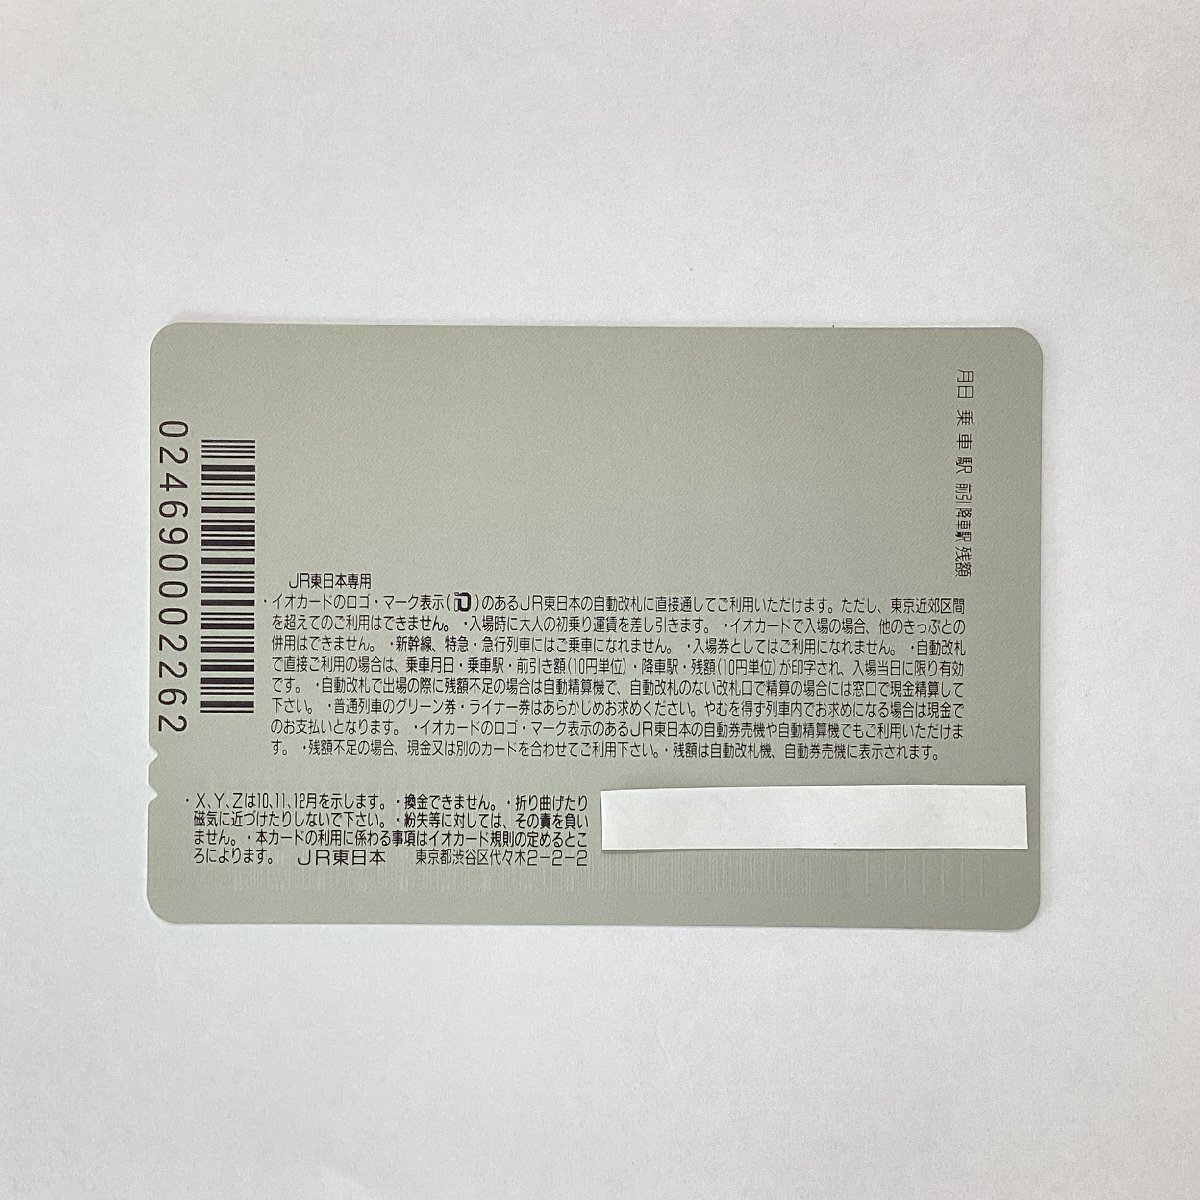 月日 乗車駅 前引 降車駅 残額
0246900002262
JR東日本専用
・イオカードのロゴ・マーク表示( )のあるJR東日本の自動改札に直接通してご利用いただけます。ただし、東京近郊区間
を超えてのご利用はできません。・入場時に大人の初乗り運賃を差し引きます。・イオカードで入場の場合、他のきっぷとの
併用はできません。・新幹線、特急・急行列車にはご乗車になれません。・入場券としてはご利用になれません。・自動改札
で直接ご利用の場合は、乗車月日・乗車駅・前引き額(10円単位)・降車駅・残額(10円単位)が印字され、入場当日に限り有効
です。・自動改札で出場の際に残額不足の場合は自動精算機で、自動改札のない改札口で精算の場合には窓口で現金精算して
下さい。・普通列車のグリーン券・ライナー券はあらかじめお求めください。やむを得ず列車内でお求めになる場合は現金で
のお支払いとなります。・イオカードのロゴ・マーク表示のあるJR東日本の自動券売機や自動精算機でもご利用いただけま
す。・残額不足の場合、現金又は別のカードを合わせてご利用下さい。・残額は自動改札機、自動券売機に表示されます。
・X、Y、Zは10、11、12月を示します。・換金できません。・折り曲げたり
磁気に近づけたりしないで下さい。・紛失等に対しては、その責を負い
ません。・本カードの利用に係わる事項はイオカード規則の定めるとこ
ろによります。 JR東日本 東京都渋谷区代々木2-2-2